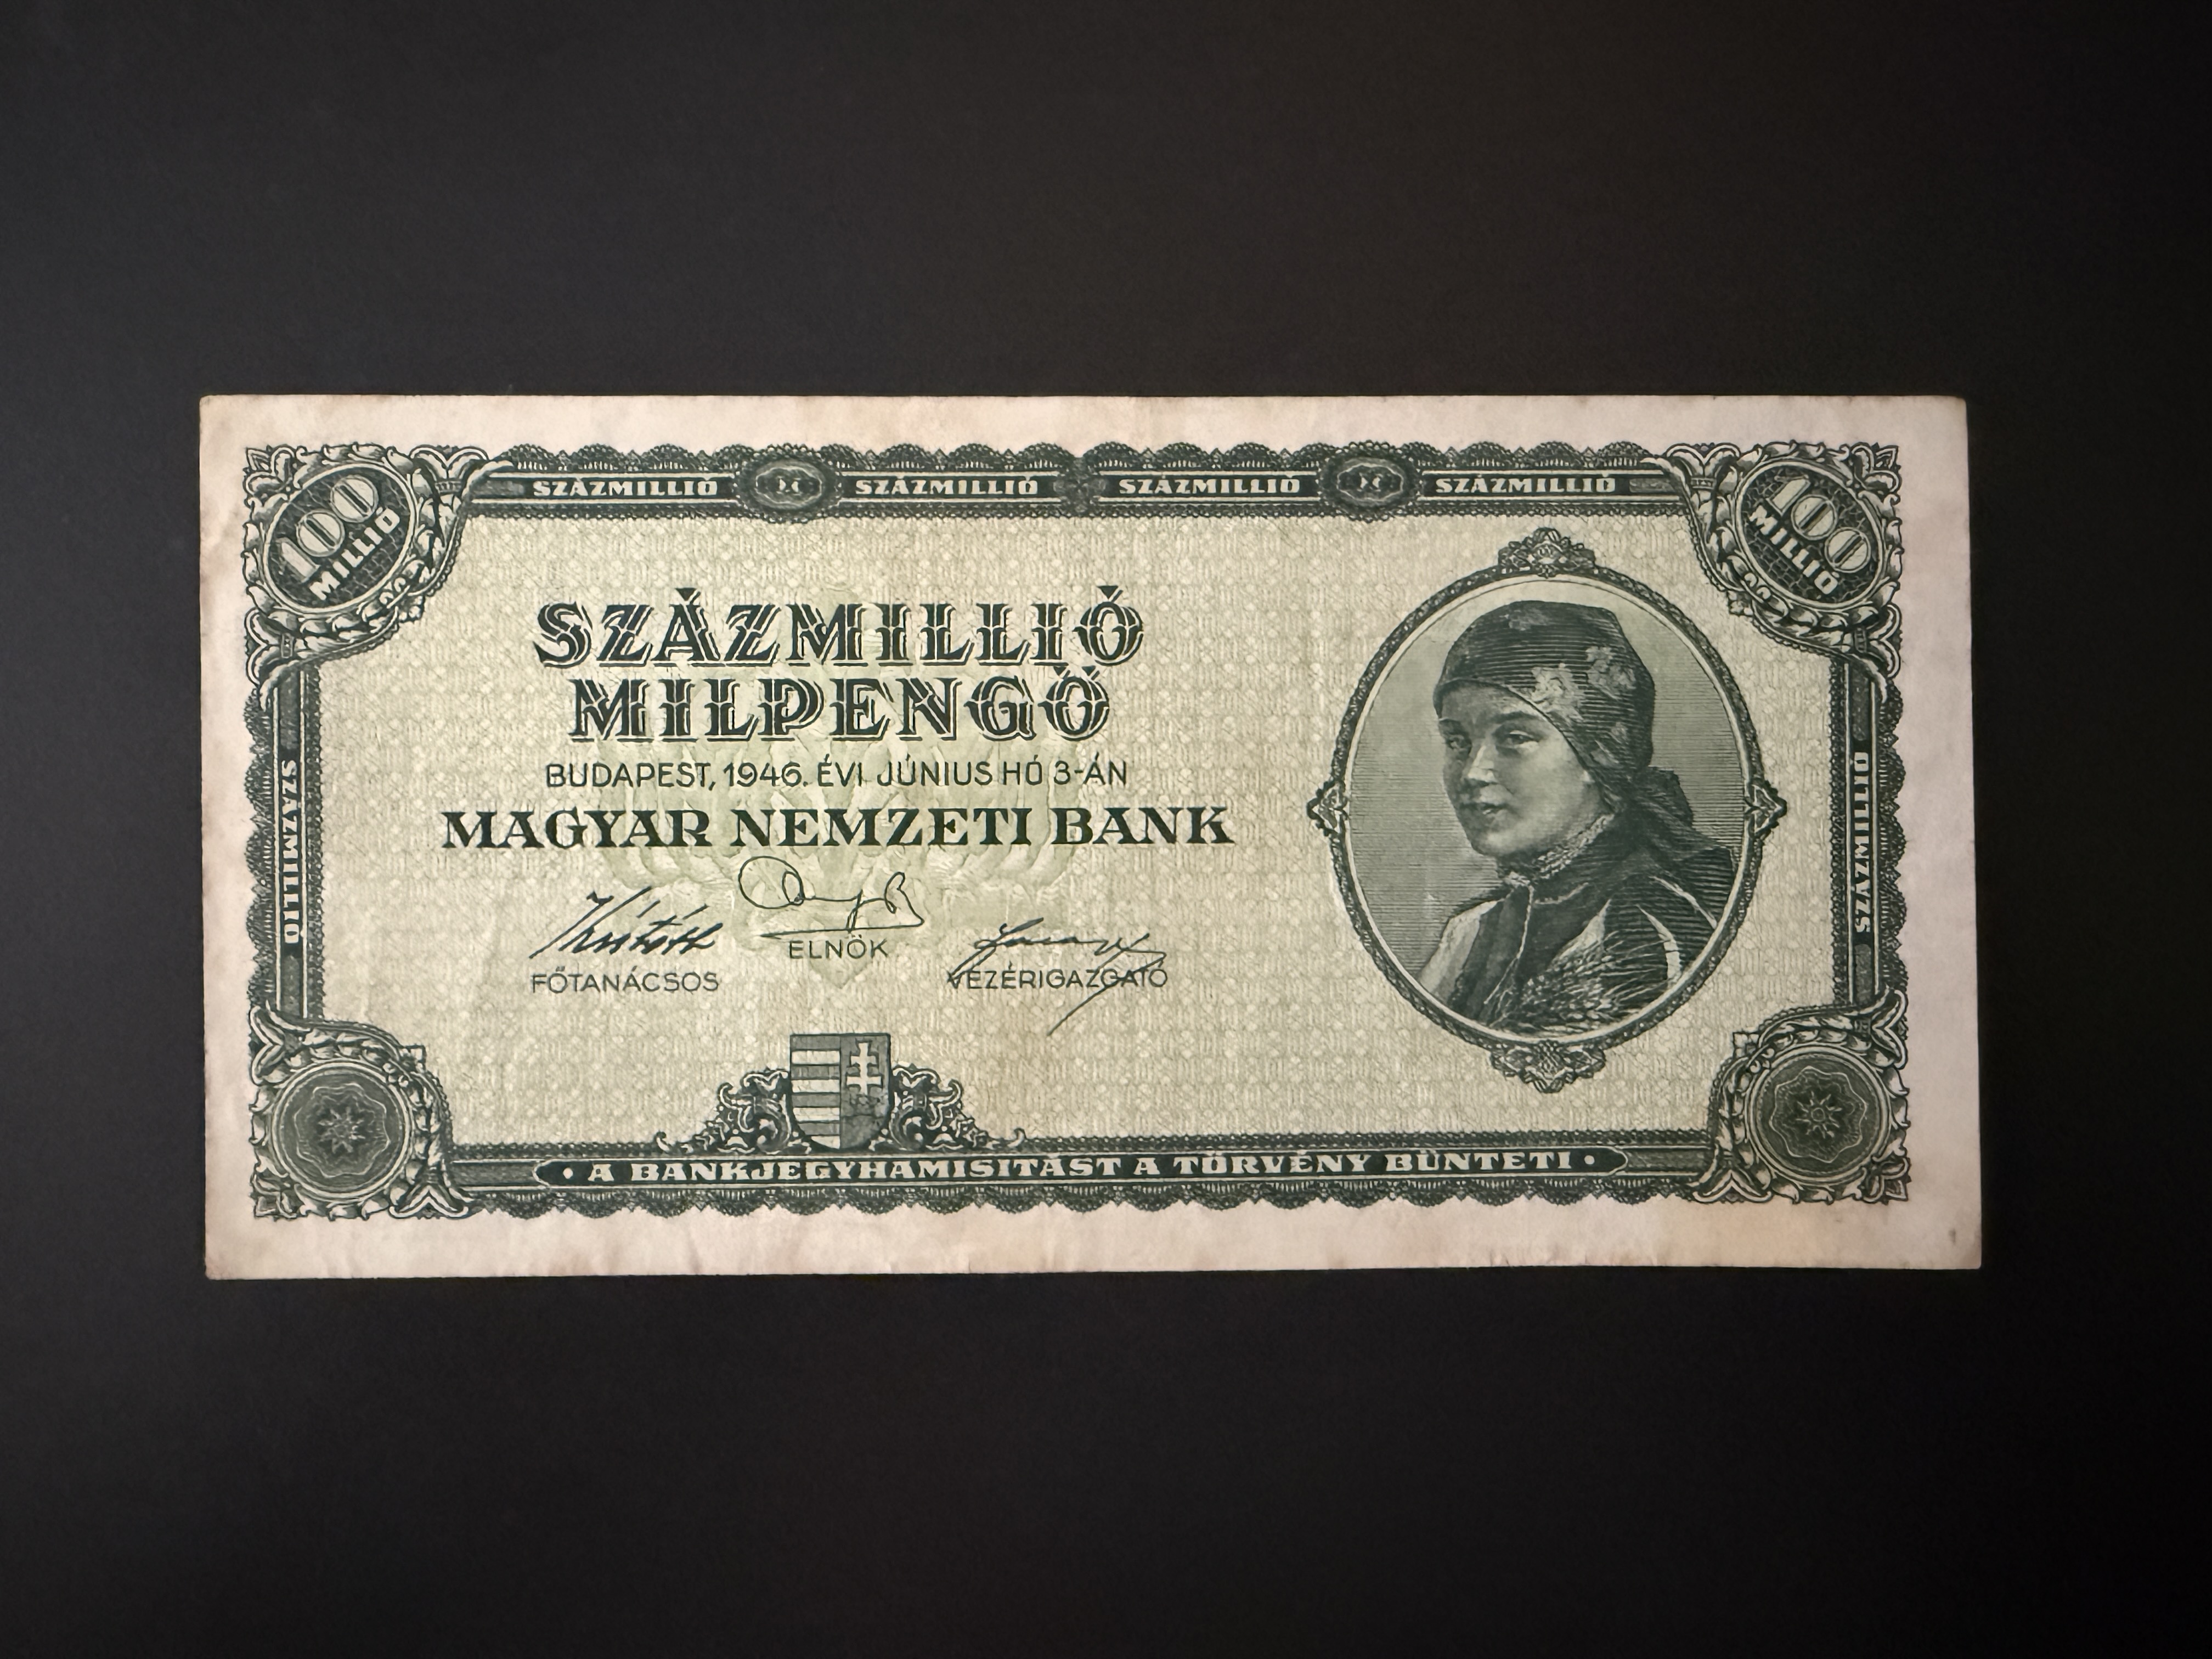 100
MILLIÓ
SZÁZMILLIÓ SZÁZMILLIÓ SZÁZMILLIÓ SZÁZMILLIÓ
100
MILLIÓ
SZÁZMILLIÓ
MILPENGŐ
BUDAPEST, 1946. ÉVI JÚNIUS HÓ 3-ÁN
MAGYAR NEMZETI BANK
FŐTANÁCSOS
ELNÖK
VEZÉRIGAZGATÓ
SZÁZMILLIÓ
SZÁZMILLIÓ
• A BANKJEGYHAMISITÁST A TÖRVÉNY BÜNTETI •